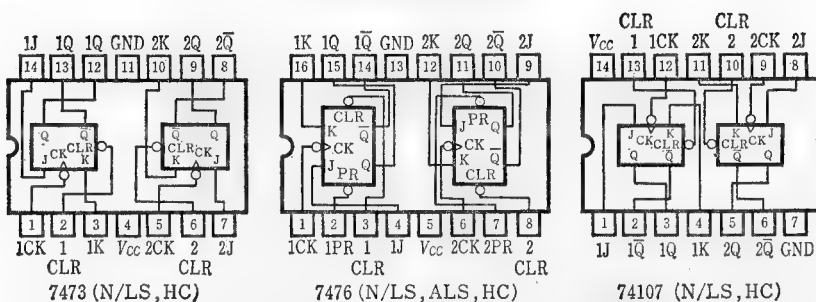 1J 1Q 1Q GND 2K 2Q 2Q̅
14 13 12 11 10 9 8
Q Q̅ Q Q̅
J CLR CLR J
CK CK
K K
1 2 3 4 5 6 7
1CK 1 1K Vcc 2CK 2 2J
CLR CLR
7473 (N/LS, HC)
1K 1Q 1Q̅ GND 2K 2Q 2Q̅ 2J
16 15 14 13 12 11 10 9
CLR PR
K Q̅ J Q
CK CK
J Q K Q̅
PR CLR
1 2 3 4 5 6 7 8
1CK 1PR 1 1J Vcc 2CK 2PR 2
CLR CLR
7476 (N/LS, ALS, HC)
CLR CLR
Vcc 1 1CK 2K 2 2CK 2J
14 13 12 11 10 9 8
J CK K K CK J
CLR CLR
Q Q̅ Q̅ Q
1 2 3 4 5 6 7
1J 1Q̅ 1Q 1K 2Q 2Q̅ GND
74107 (N/LS, HC)